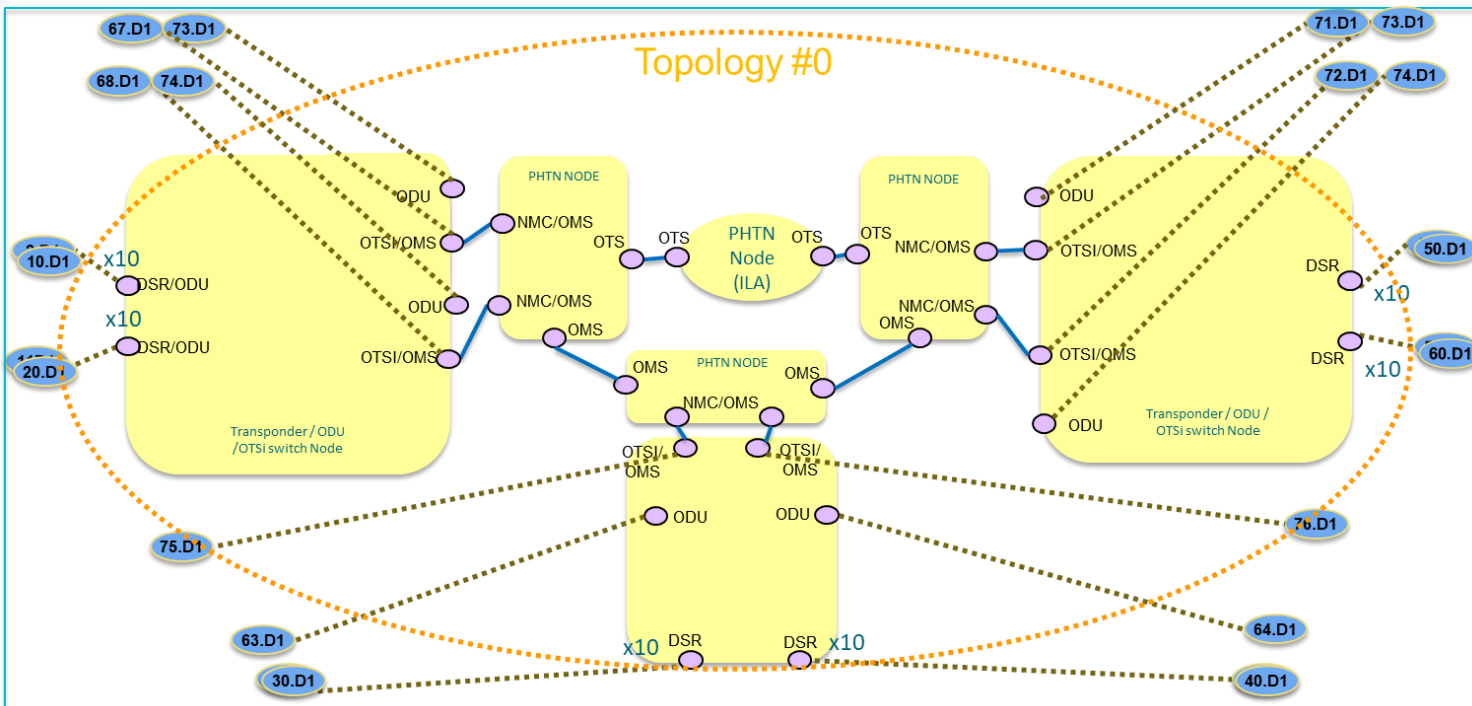 67.D1 73.D1
71.D1 73.D1
Topology #0
68.D1 74.D1
72.D1 74.D1
PHTN NODE
PHTN NODE
ODU
ODU
NMC/OMS
OTSI/OMS
OTS
OTS
PHTN
Node
(ILA)
OTS
OTS
NMC/OMS
OTSI/OMS
10.D1
x10
DSR/ODU
50.D1
DSR
x10
ODU
NMC/OMS
NMC/OMS
x10
DSR/ODU
OTSI/OMS
OMS
OMS
OTSI/OMS
DSR
60.D1
x10
20.D1
PHTN NODE
OMS
OMS
NMC/OMS
Transponder / ODU
/OTSi switch Node
ODU
Transponder / ODU /
OTSi switch Node
OTSI/
OMS
OTSI/
OMS
ODU
ODU
75.D1
76.D1
63.D1
64.D1
x10
DSR
DSR
x10
30.D1
40.D1